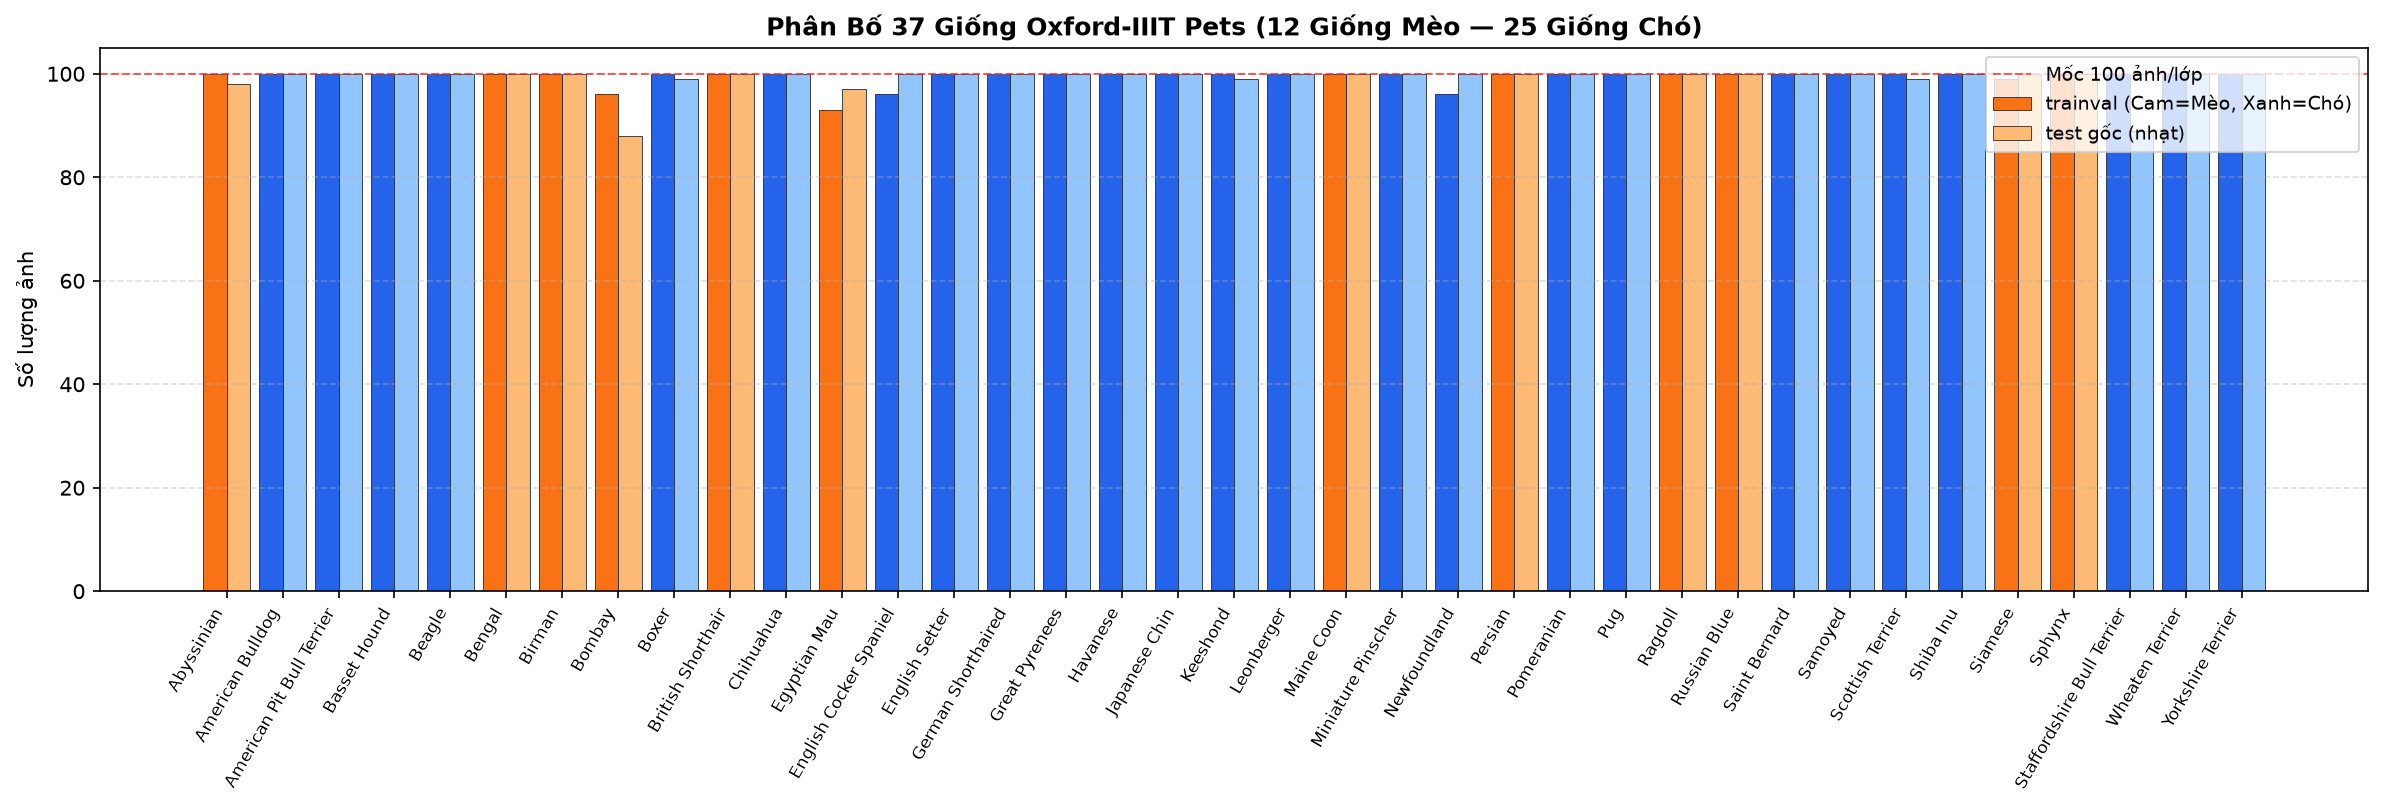 Phân Bố 37 Giống Oxford-IIIT Pets (12 Giống Mèo — 25 Giống Chó)
Số lượng ảnh
100
80
60
40
20
0
Mốc 100 ảnh/lớp
trainval (Cam=Mèo, Xanh=Chó)
test gốc (nhạt)
Abyssinian
American Bulldog
American Pit Bull Terrier
Basset Hound
Beagle
Bengal
Birman
Bombay
Boxer
British Shorthair
Chihuahua
Egyptian Mau
English Cocker Spaniel
English Setter
German Shorthaired
Great Pyrenees
Havanese
Japanese Chin
Keeshond
Leonberger
Maine Coon
Miniature Pinscher
Newfoundland
Persian
Pomeranian
Pug
Ragdoll
Russian Blue
Saint Bernard
Samoyed
Scottish Terrier
Shiba Inu
Siamese
Sphynx
Staffordshire Bull Terrier
Wheaten Terrier
Yorkshire Terrier